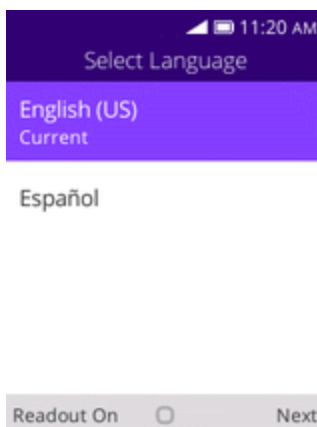 11:20 AM
Select Language
English (US)
Current
Español
Readout On Next